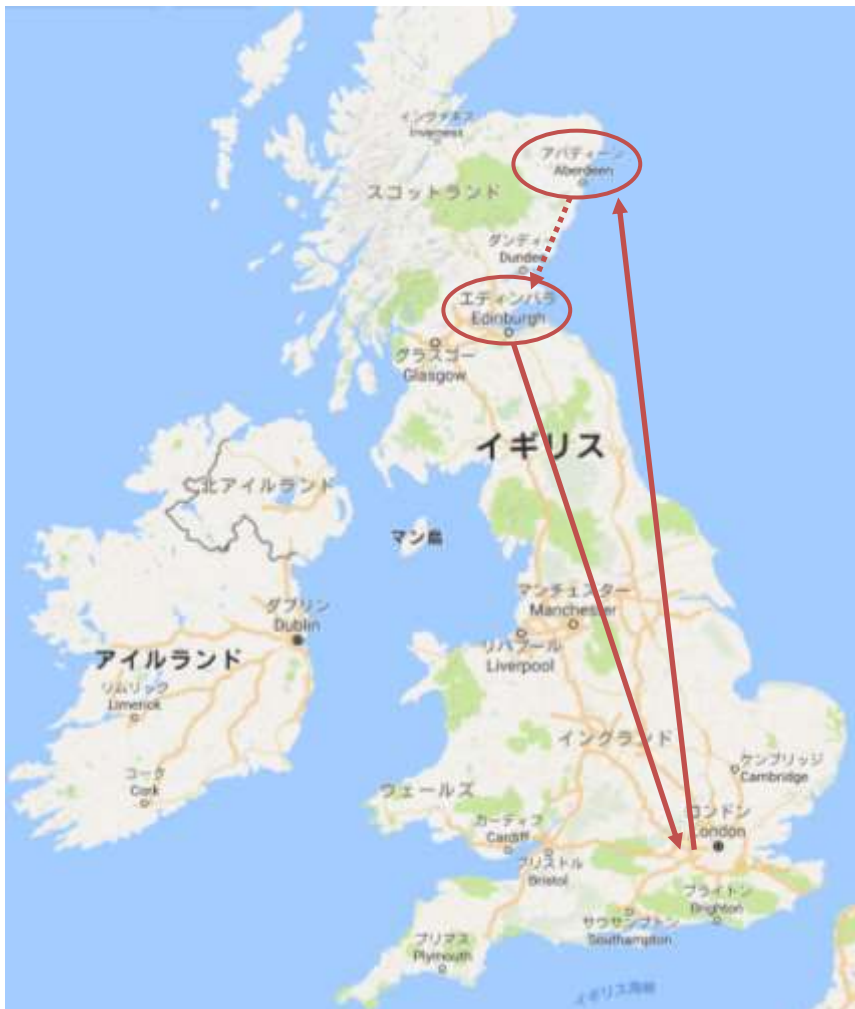 インヴァネス
Inverness
アバディーン
Aberdeen
スコットランド
ダンディー
Dundee
エディンバラ
Edinburgh
グラスゴー
Glasgow
イギリス
北アイルランド
マン島
ダブリン
Dublin
マンチェスター
Manchester
リバプール
Liverpool
アイルランド
リムリック
Limerick
イングランド
ケンブリッジ
Cambridge
コーク
Cork
ウェールズ
ロンドン
London
カーディフ
Cardiff
ブリストル
Bristol
ブライトン
Brighton
サウサンプトン
Southampton
プリマス
Plymouth
イギリス海峡